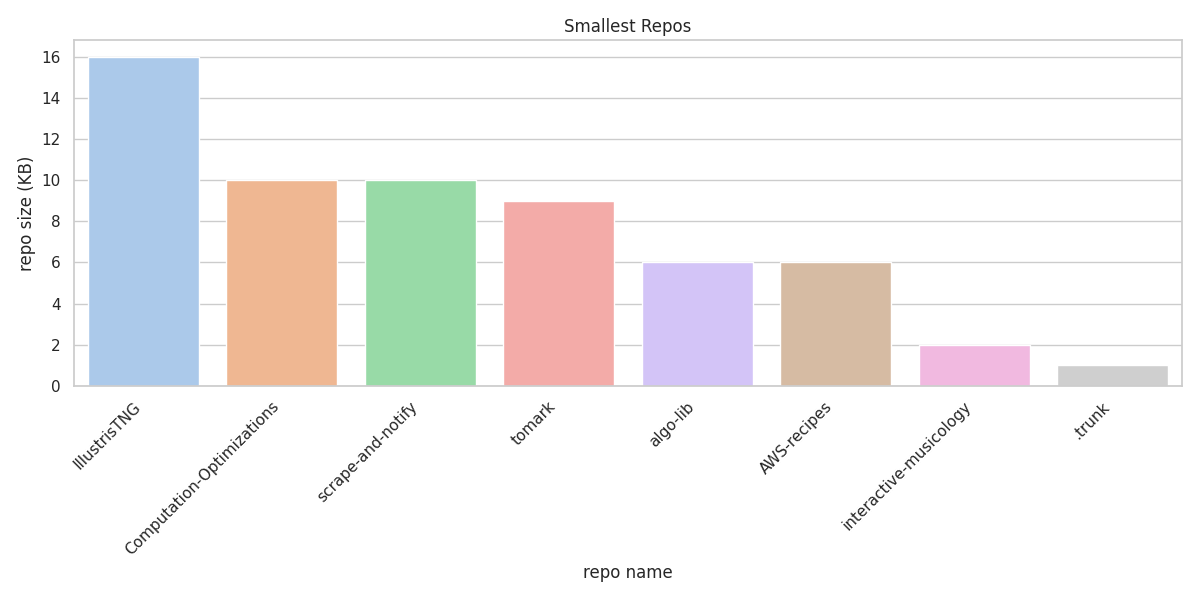 Smallest Repos
repo size (KB)
16
14
12
10
8
6
4
2
0
IllustrisTNG
Computation-Optimizations
scrape-and-notify
tomark
algo-lib
AWS-recipes
interactive-musicology
.trunk
repo name